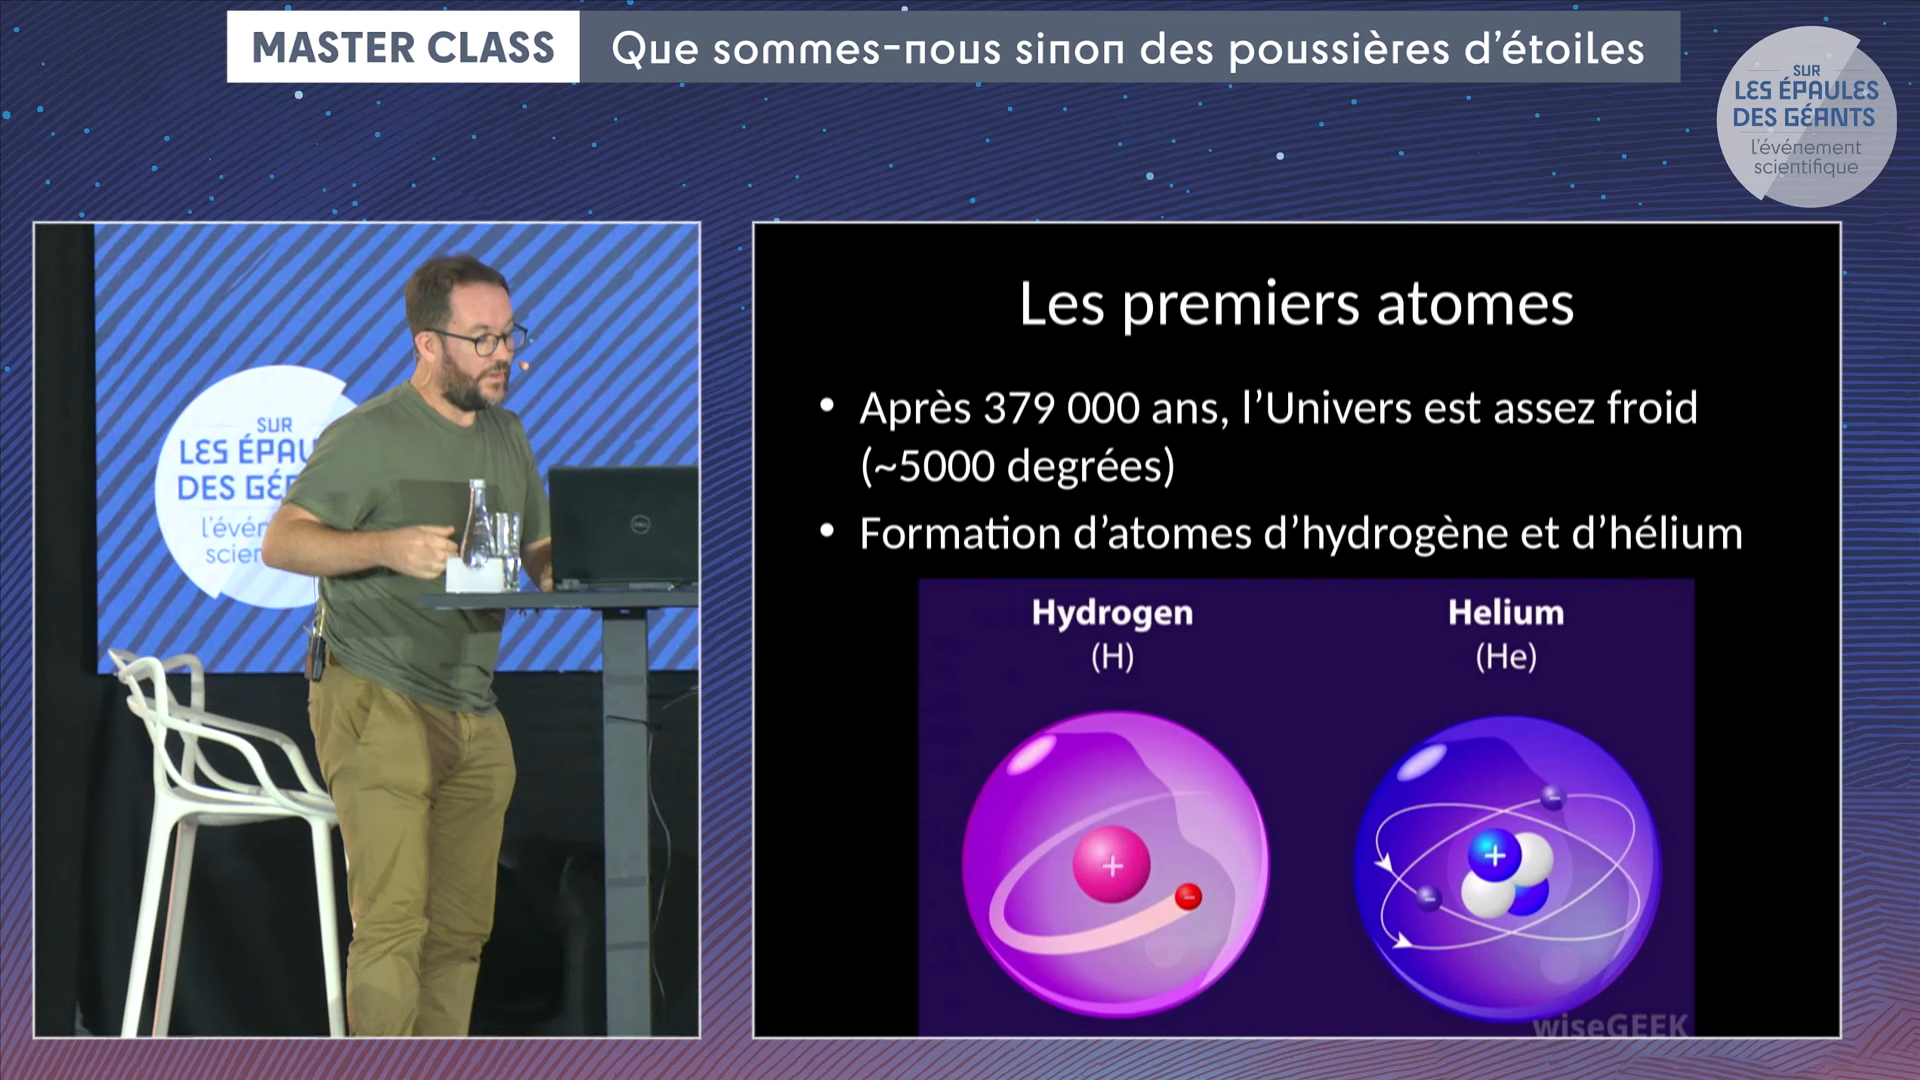 MASTER CLASS
Que sommes-nous sinon des poussières d'étoiles
SUR
LES ÉPAULES
DES GÉANTS
l'événement
scientifique
SUR
LES ÉPAU
DES GÉ
l'évén
scien
DELL
Les premiers atomes
• Après 379 000 ans, l'Univers est assez froid
(~5000 degrées)
• Formation d'atomes d'hydrogène et d'hélium
Hydrogen
(H)
Helium
(He)
+
-
-
+
-
wiseGEEK